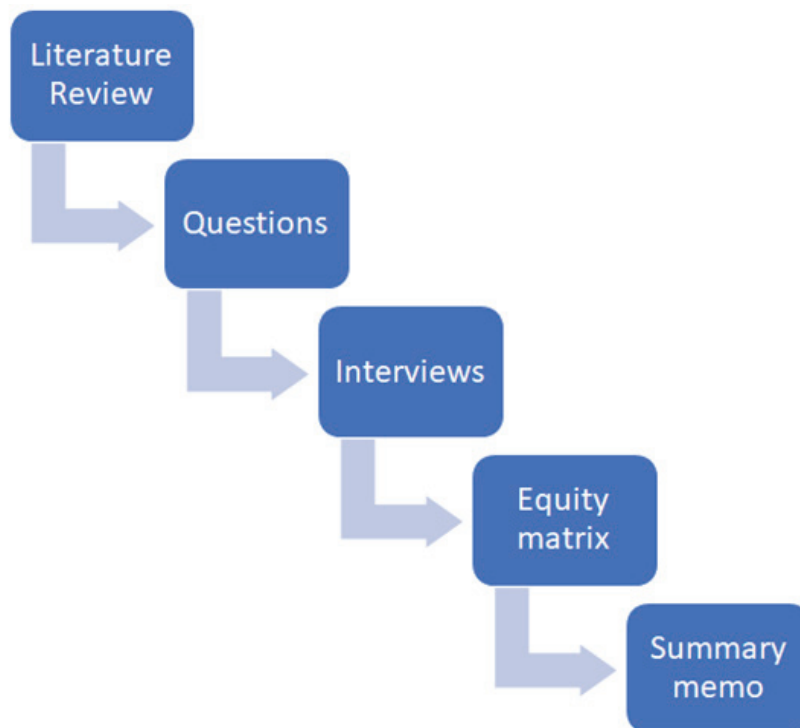 Literature
Review
Questions
Interviews
Equity
matrix
Summary
memo